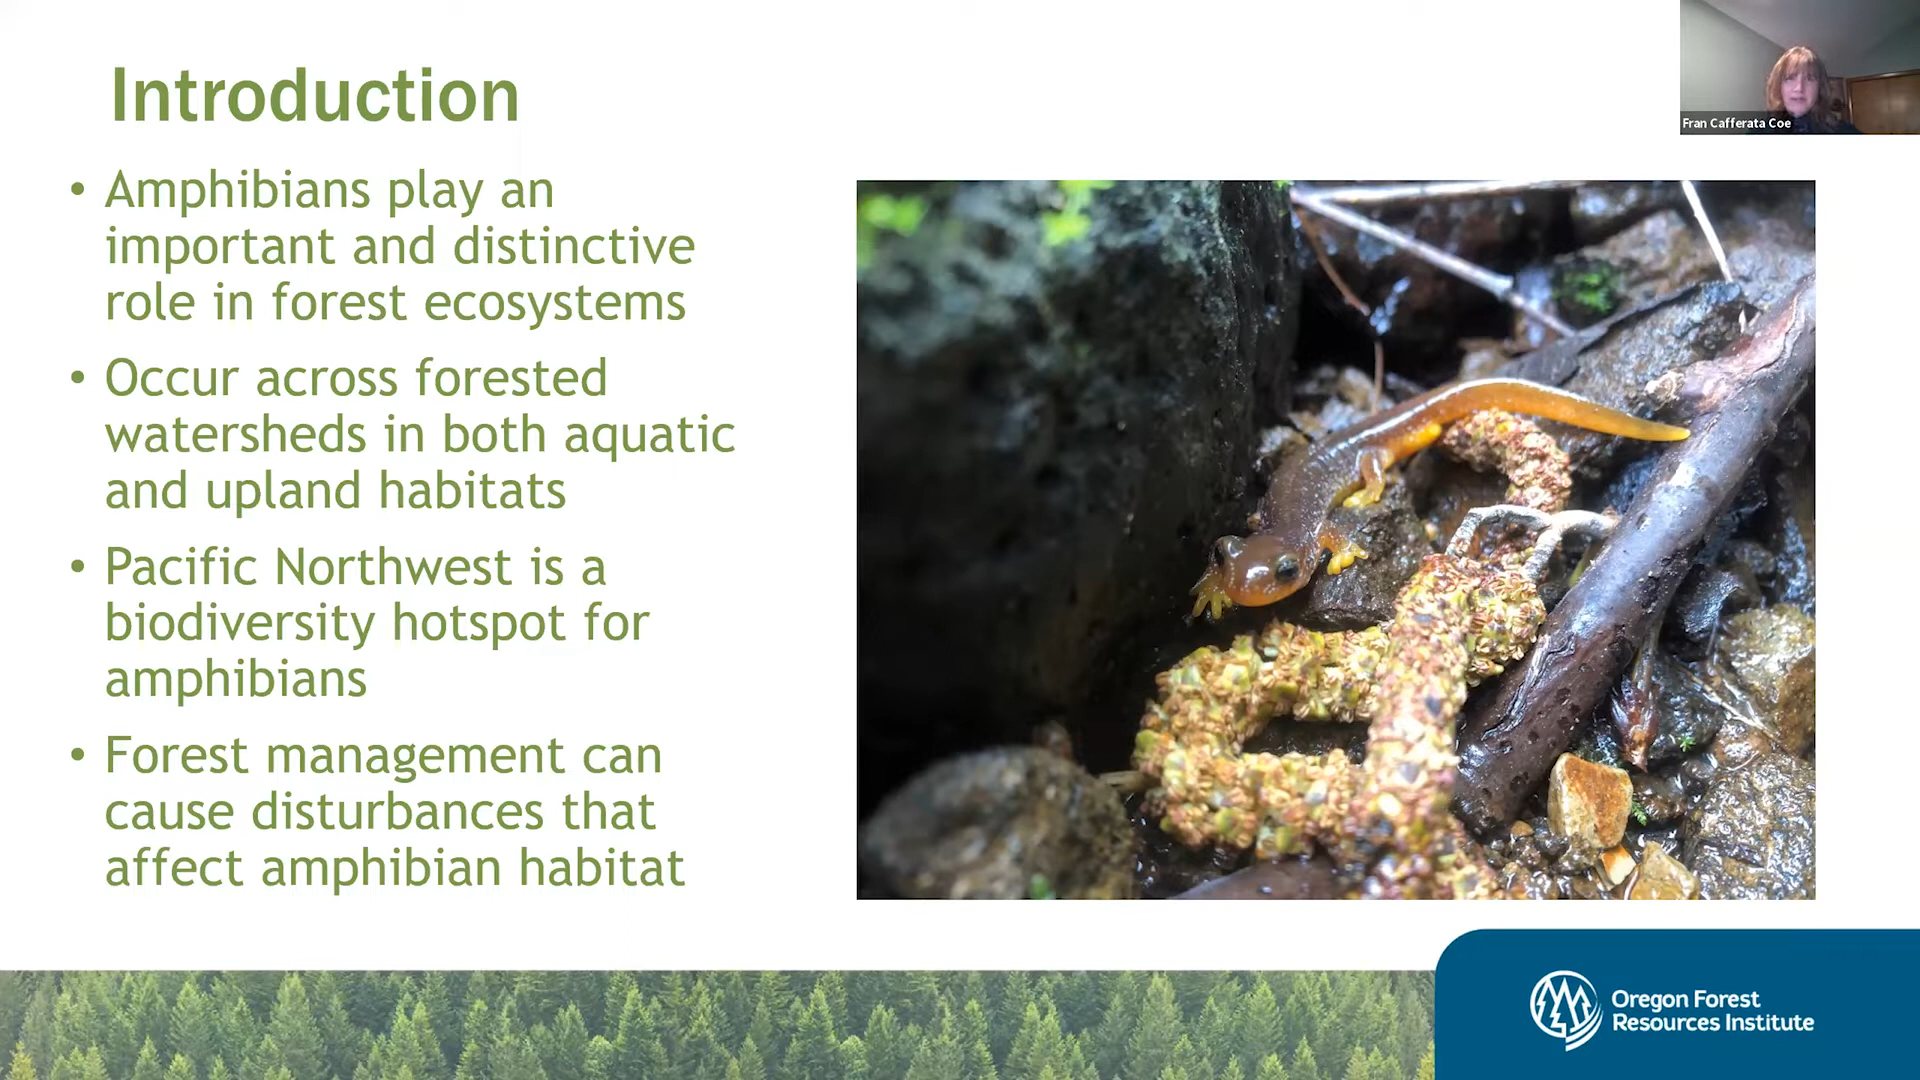 Introduction
• Amphibians play an
important and distinctive
role in forest ecosystems
• Occur across forested
watersheds in both aquatic
and upland habitats
• Pacific Northwest is a
biodiversity hotspot for
amphibians
• Forest management can
cause disturbances that
affect amphibian habitat
Fran Cafferata Coe
Oregon Forest
Resources Institute